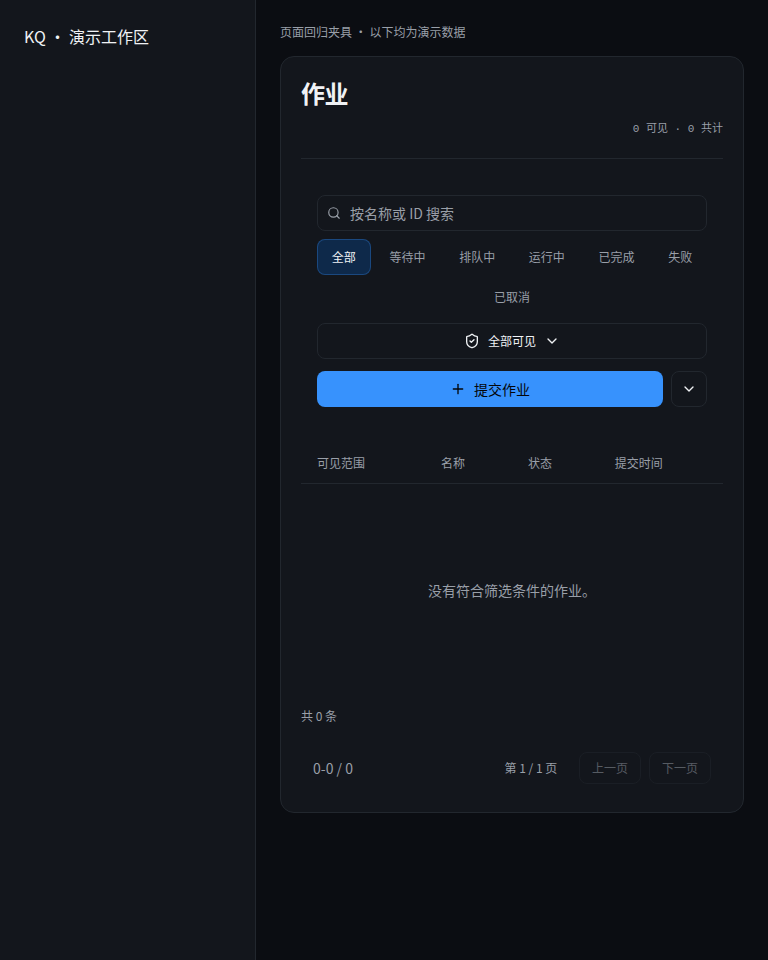 KQ • 演示工作区
页面回归夹具 • 以下均为演示数据
作业
0 可见 · 0 共计
按名称或 ID 搜索
全部 等待中 排队中 运行中 已完成 失败
已取消
全部可见
提交作业
可见范围 名称 状态 提交时间
没有符合筛选条件的作业。
共 0 条
0-0 / 0 第 1 / 1 页 上一页 下一页